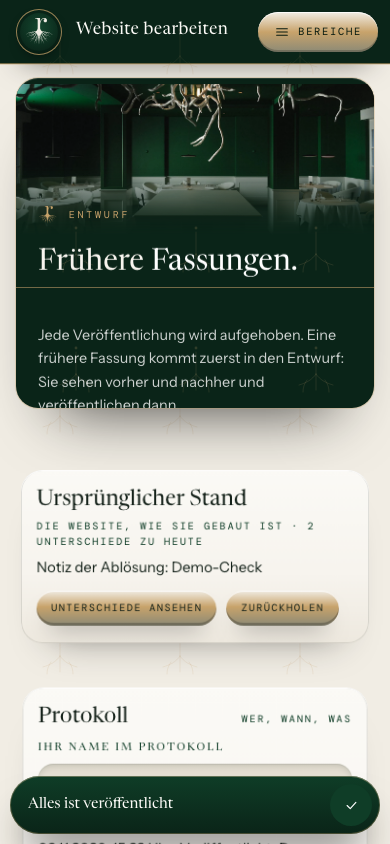 r
Website bearbeiten
BEREICHE
r
ENTWURF
Frühere Fassungen.
Jede Veröffentlichung wird aufgehoben. Eine
frühere Fassung kommt zuerst in den Entwurf:
Sie sehen vorher und nachher und
veröffentlichen dann
Ursprünglicher Stand
DIE WEBSITE, WIE SIE GEBAUT IST · 2
UNTERSCHIEDE ZU HEUTE
Notiz der Ablösung: Demo-Check
UNTERSCHIEDE ANSEHEN
ZURÜCKHOLEN
Protokoll
WER, WANN, WAS
IHR NAME IM PROTOKOLL
Alles ist veröffentlicht